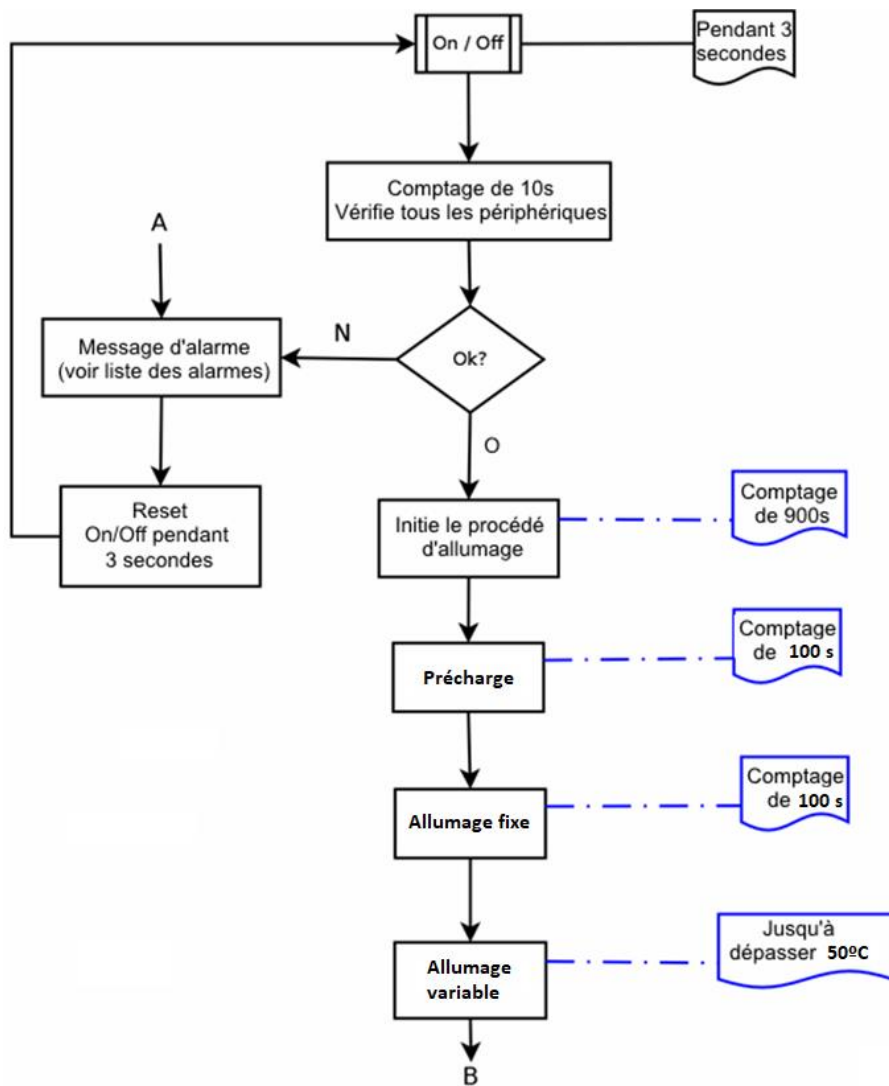 On / Off
Pendant 3
secondes
Comptage de 10s
Vérifie tous les périphériques
A
Message d'alarme
(voir liste des alarmes)
N
Ok?
O
Reset
On/Off pendant
3 secondes
Initie le procédé
d'allumage
Comptage
de 900s
Précharge
Comptage
de 100 s
Allumage fixe
Comptage
de 100 s
Allumage
variable
Jusqu'à
dépasser 50ºC
B